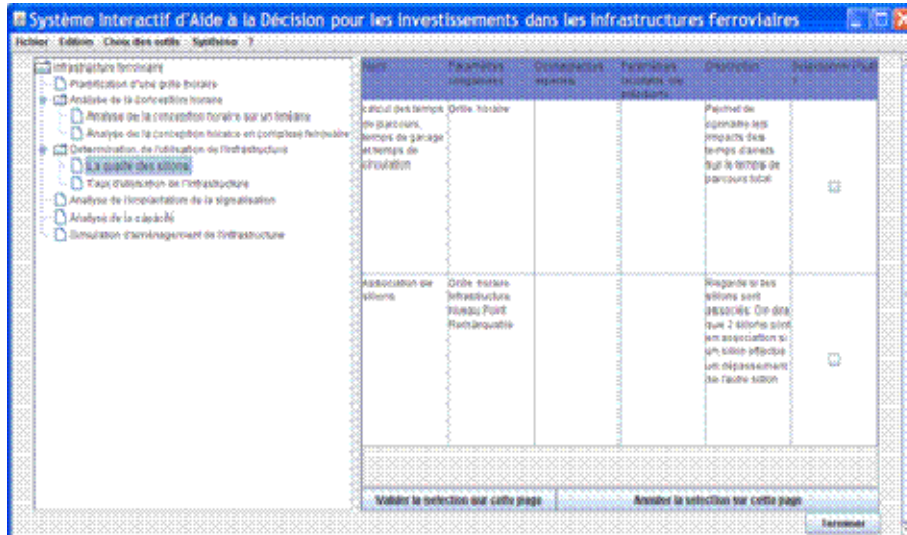 Système Interactif d'Aide à la Décision pour les investissements dans les infrastructures Ferroviaires
Fichier Edition Choix des outils Synthèse ?
Infrastructure ferroviaire
Planification d'une grille horaire
Analyse de la conception horaire
Analyse de la conception horaire sur un linéaire
Analyse de la conception horaire en complexe ferroviaire
Détermination de l'utilisation de l'infrastructure
La qualité des sillons
Taux d'utilisation de l'infrastructure
Analyse de l'implantation de la signalisation
Analyse de la capacité
Simulation d'aménagement de l'infrastructure
Paramètres
Description
calcul des temps
de parcours,
temps de garage
et temps de
circulation
Grille horaire
Permet de
connaître les
impacts des
temps d'arrêts
sur le temps de
parcours total
Association de
sillons
Grille horaire
Infrastructure
niveau Point
Remarquable
Regarde si les
sillons sont
associés. On dira
que 2 sillons sont
en association si
un sillon effectue
un dépassement
de l'autre sillon
Valider la selection sur cette page
Annuler la selection sur cette page
Terminer